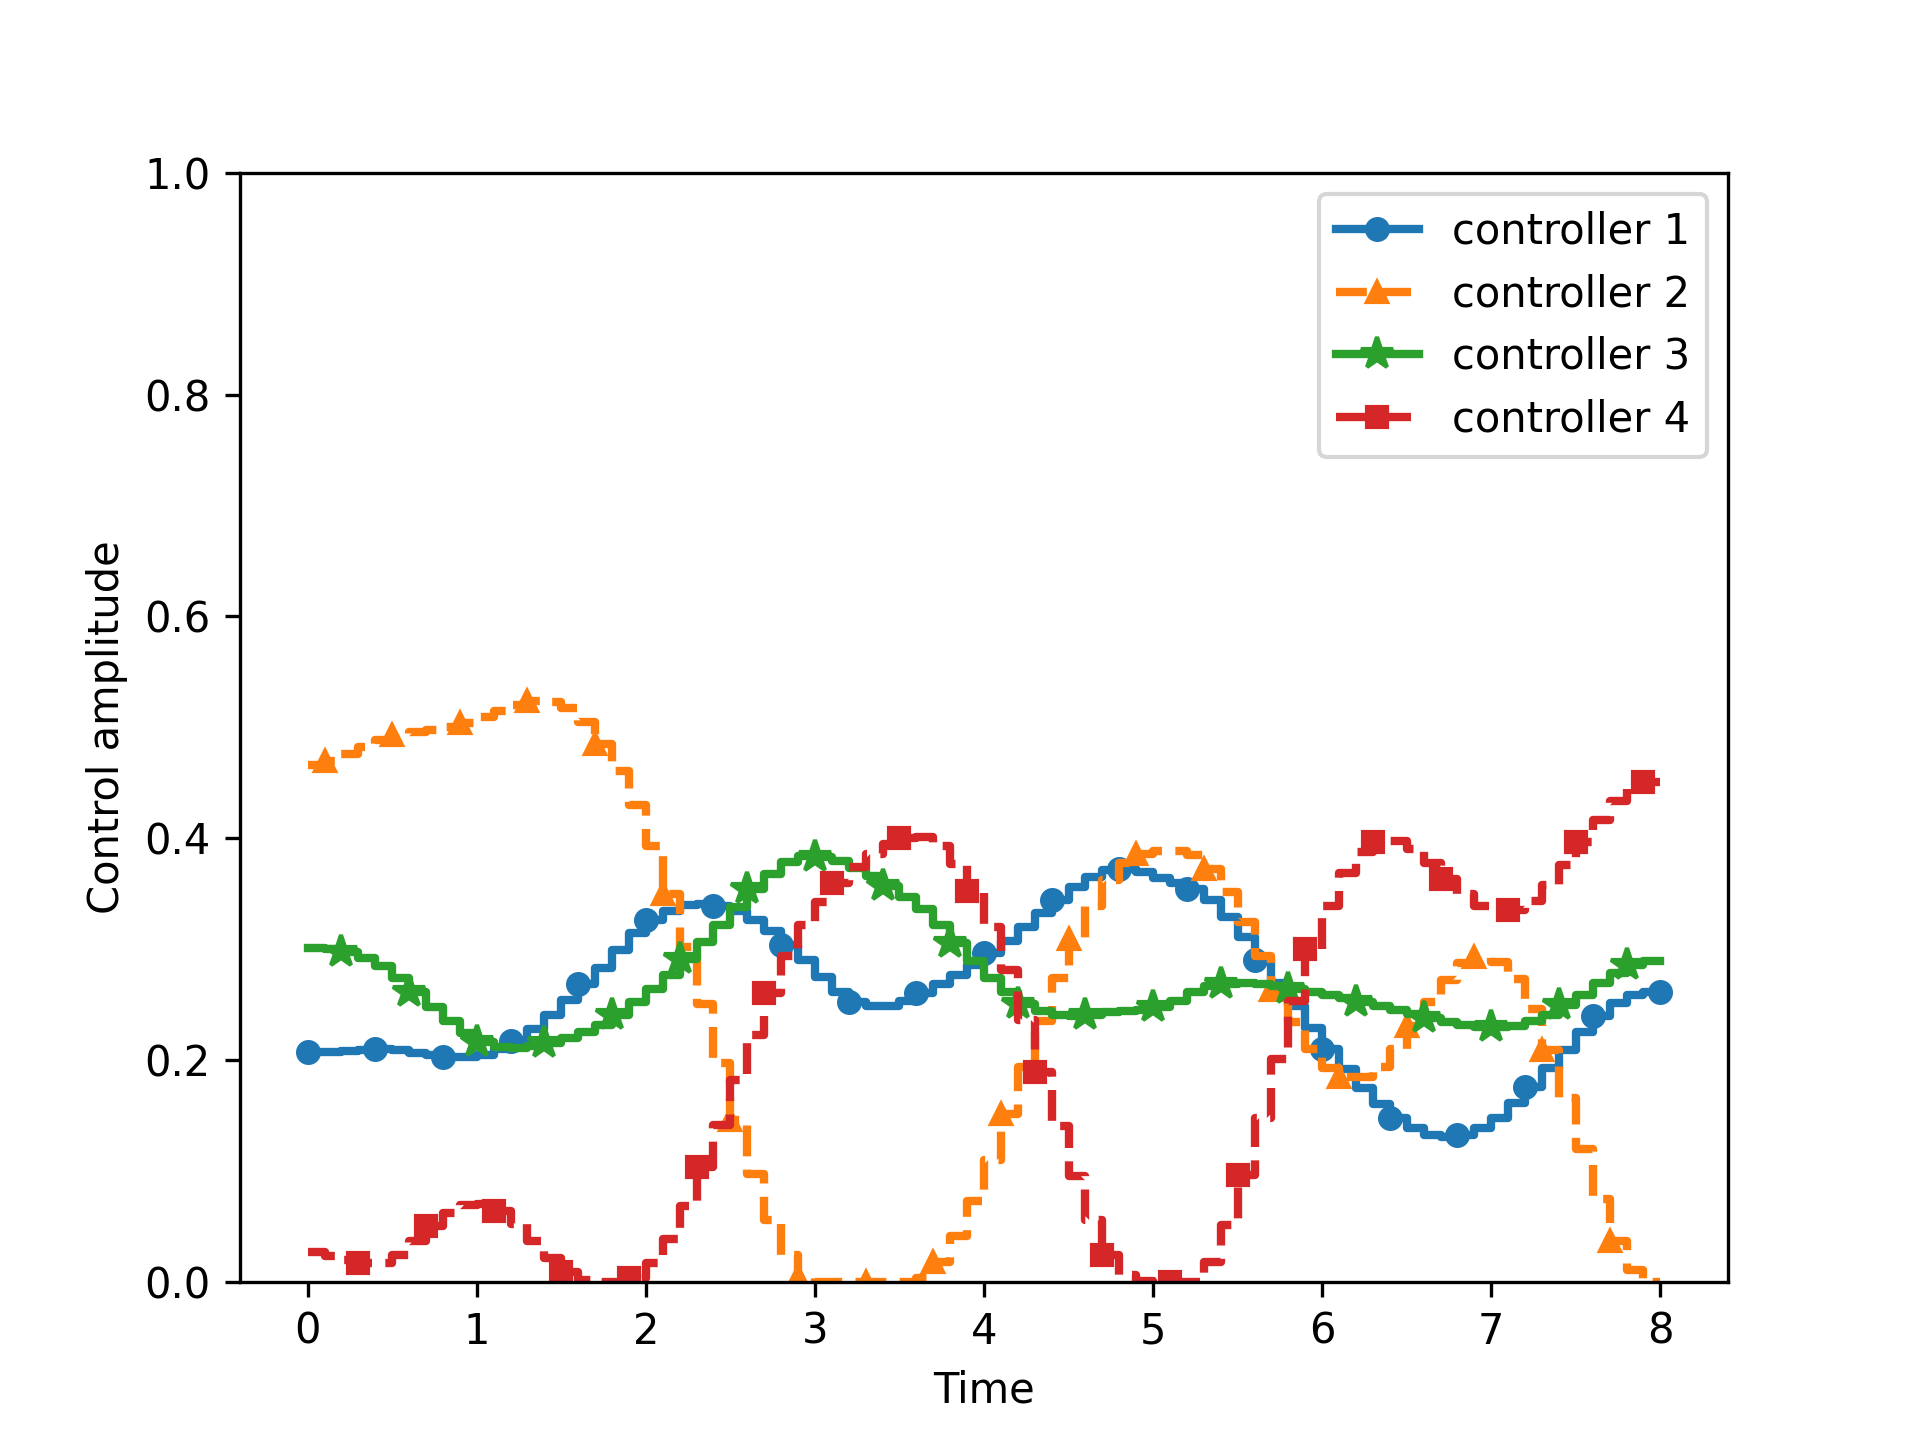 1.0
0.8
0.6
0.4
0.2
0.0
Control amplitude
0 1 2 3 4 5 6 7 8
Time
controller 1
controller 2
controller 3
controller 4